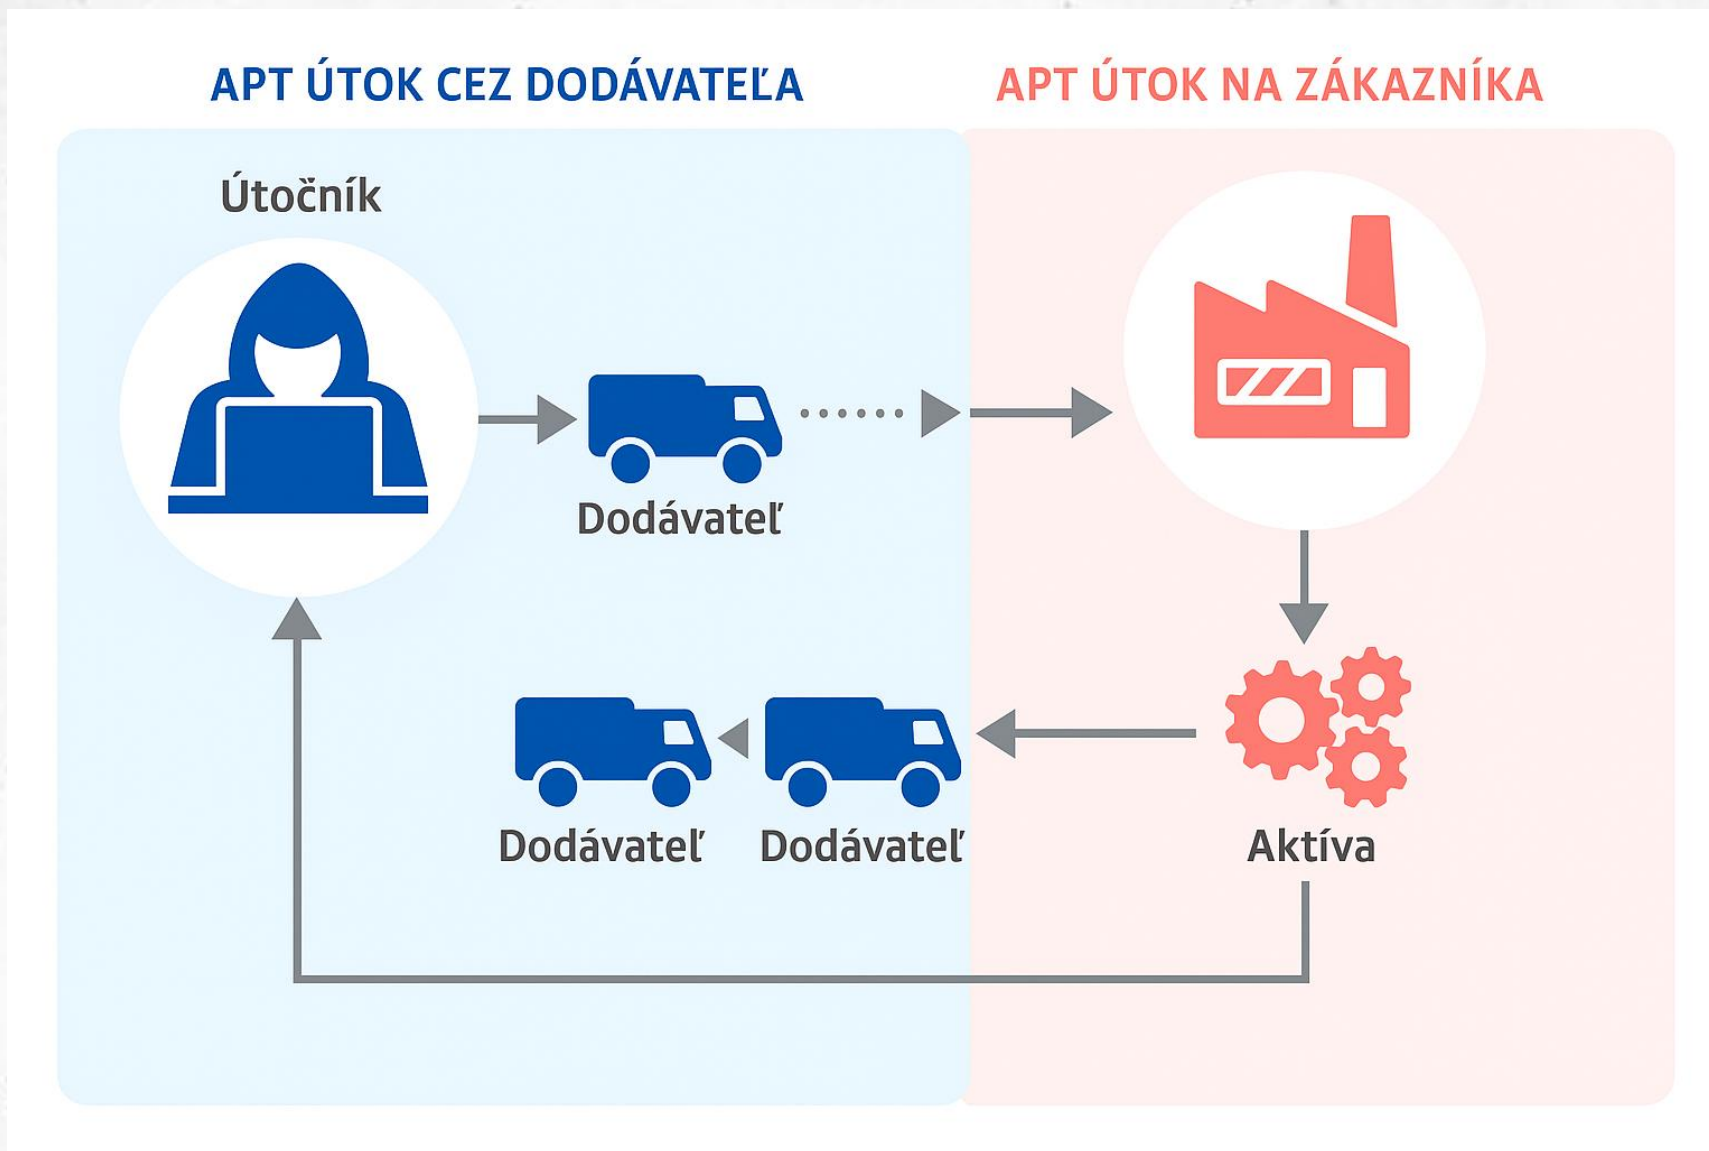 APT ÚTOK CEZ DODÁVATEĽA
APT ÚTOK NA ZÁKAZNÍKA
Útočník
Dodávateľ
Dodávateľ
Dodávateľ
Aktíva